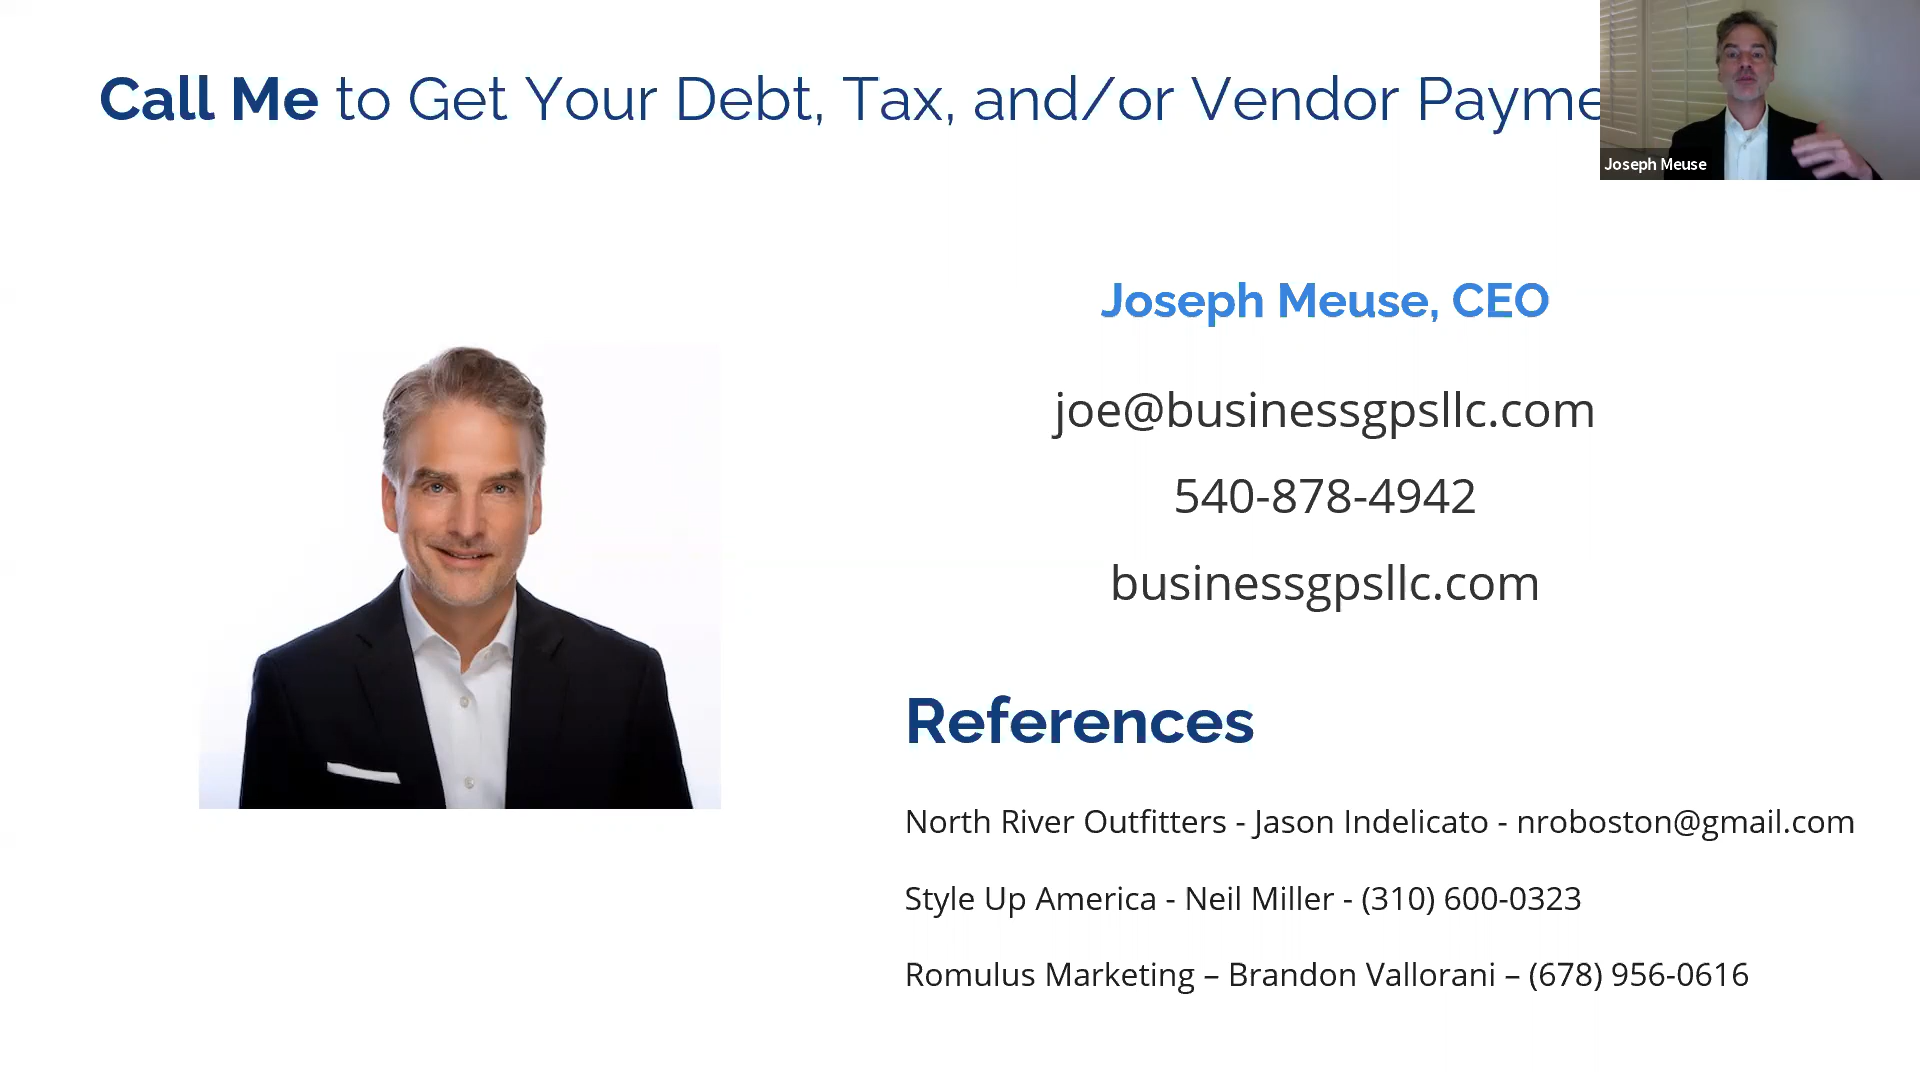 Call Me to Get Your Debt, Tax, and/or Vendor Payme
Joseph Meuse
Joseph Meuse, CEO
joe@businessgpsllc.com
540-878-4942
businessgpsllc.com
References
North River Outfitters - Jason Indelicato - nroboston@gmail.com
Style Up America - Neil Miller - (310) 600-0323
Romulus Marketing – Brandon Vallorani – (678) 956-0616